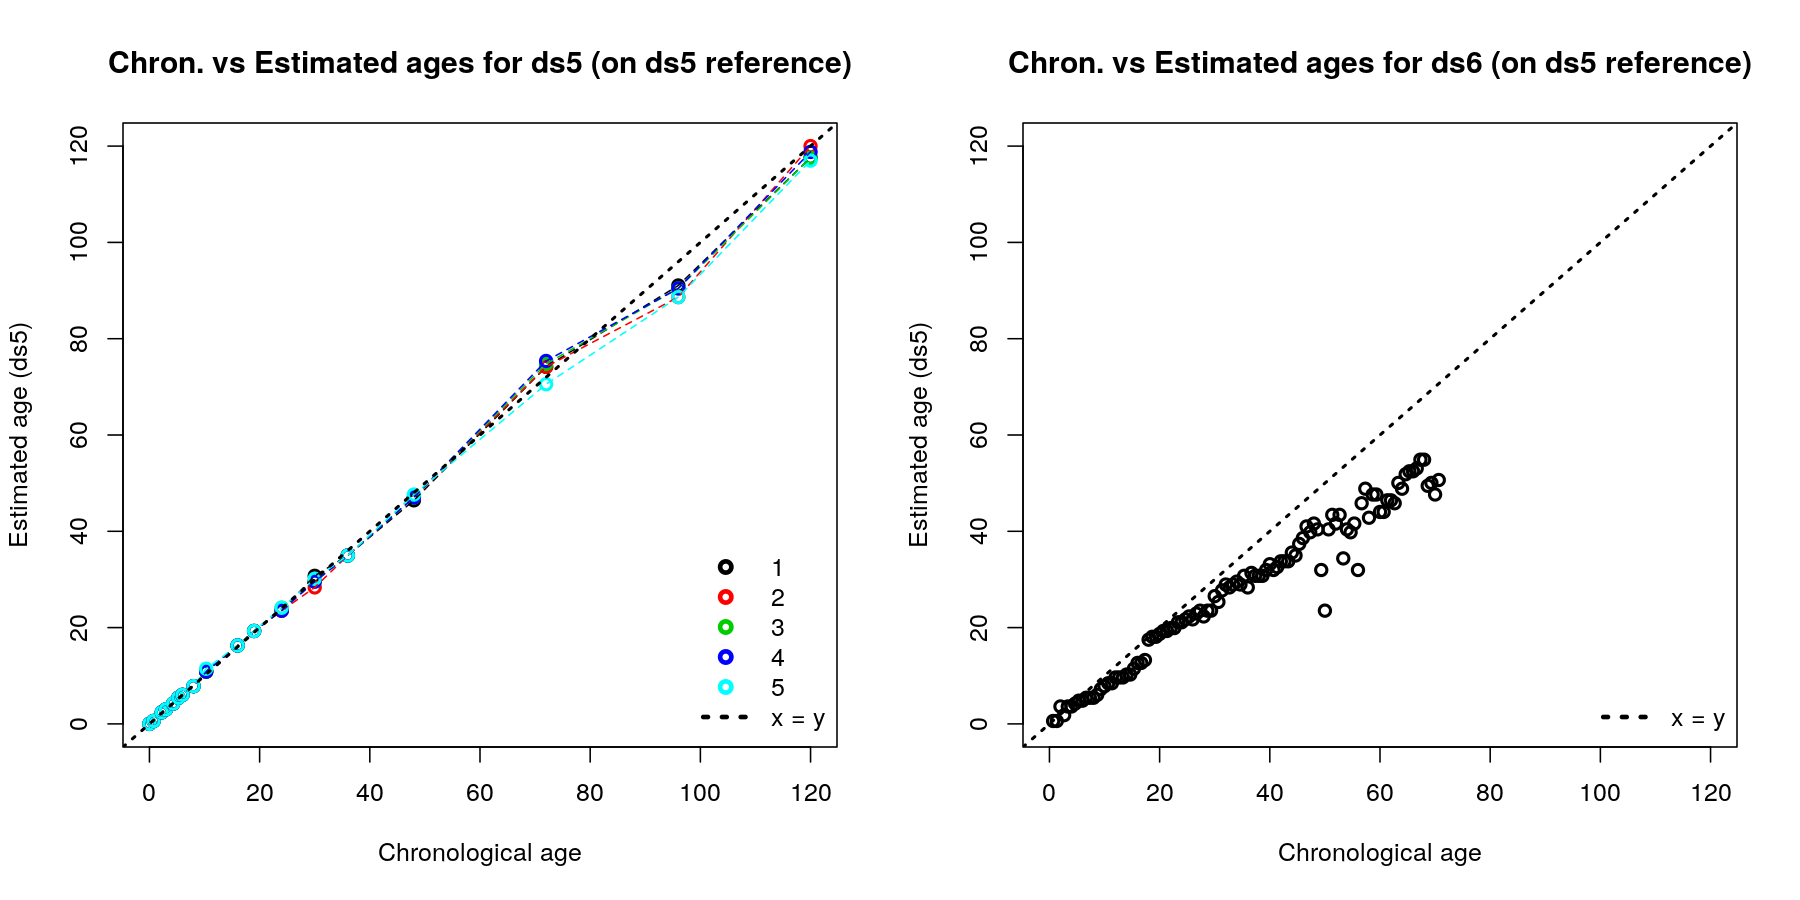 Chron. vs Estimated ages for ds5 (on ds5 reference)
Estimated age (ds5)
120
100
80
60
40
20
0
1
2
3
4
5
x = y
0 20 40 60 80 100 120
Chronological age
Chron. vs Estimated ages for ds6 (on ds5 reference)
Estimated age (ds5)
120
100
80
60
40
20
0
x = y
0 20 40 60 80 100 120
Chronological age